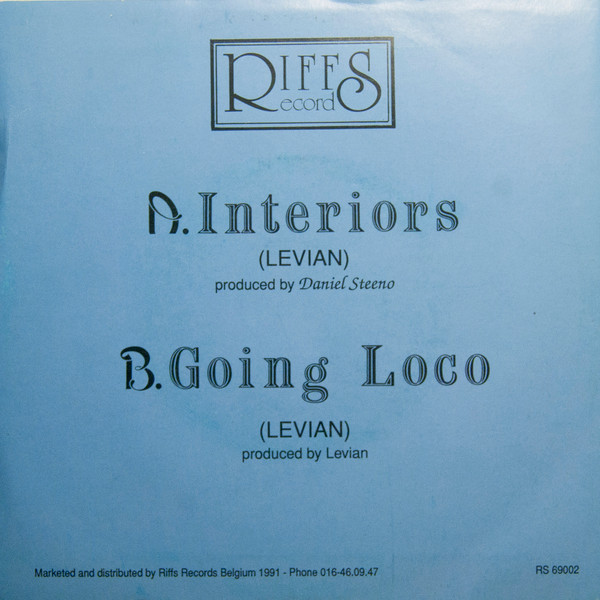 RIFFS
Records
A. Interiors
(LEVIAN)
produced by Daniel Steeno
B. Going Loco
(LEVIAN)
produced by Levian
Marketed and distributed by Riffs Records Belgium 1991 - Phone 016-46.09.47 RS 69002